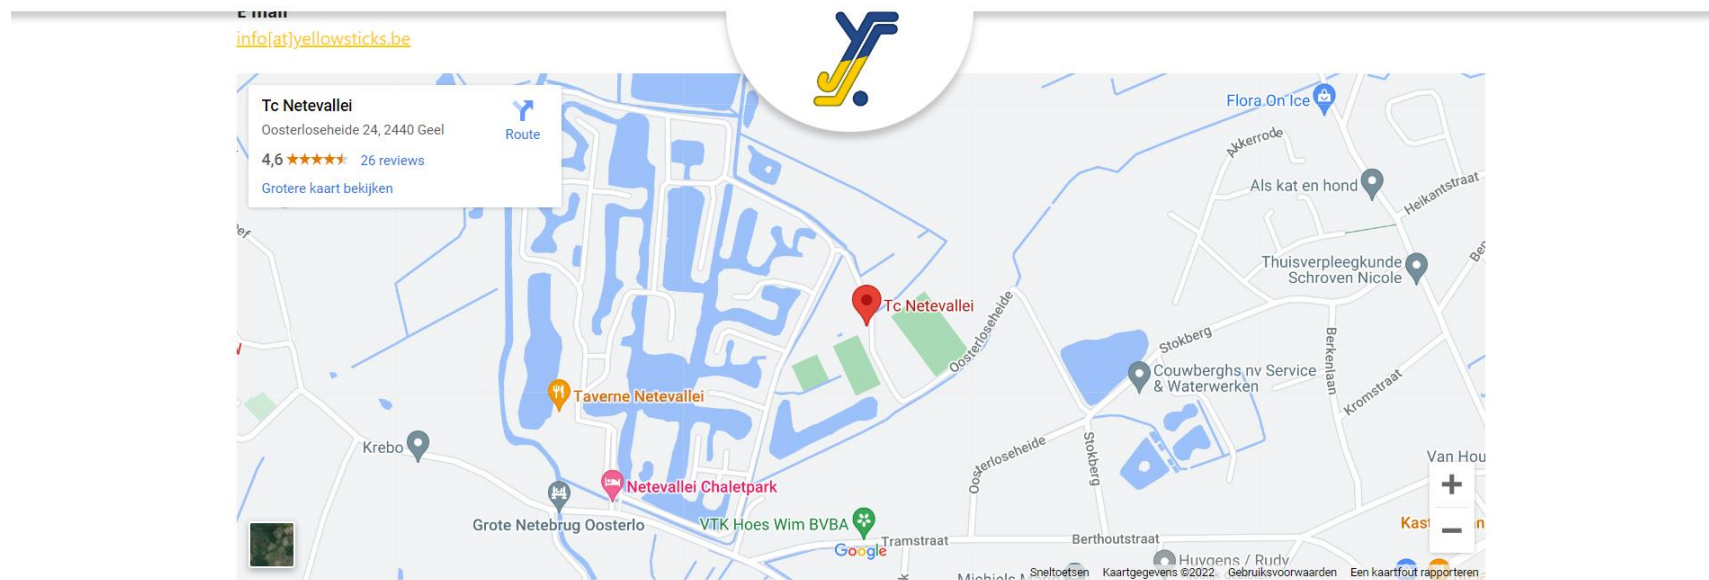 E-mail
info[at]yellowsticks.be
Tc Netevallei
Oosterloseheide 24, 2440 Geel
Route
4,6
26 reviews
Grotere kaart bekijken
Flora On Ice
Akkerrode
Als kat en hond
Heikantstraat
Thuisverpleegkunde
Schroven Nicole
Tc Netevallei
Oosterloseheide
Stokberg
Berkenlaan
Couwberghs nv Service
& Waterwerken
Kromstraat
Taverne Netevallei
Krebo
Oosterloseheide
Stokberg
Van Hou
Netevallei Chaletpark
Grote Netebrug Oosterlo
VTK Hoes Wim BVBA
Google
Tramstraat
Berthoutstraat
Huygens / Rudy
Sneltoetsen
Kaartgegevens ©2022
Gebruiksvoorwaarden
Een kaartfout rapporteren